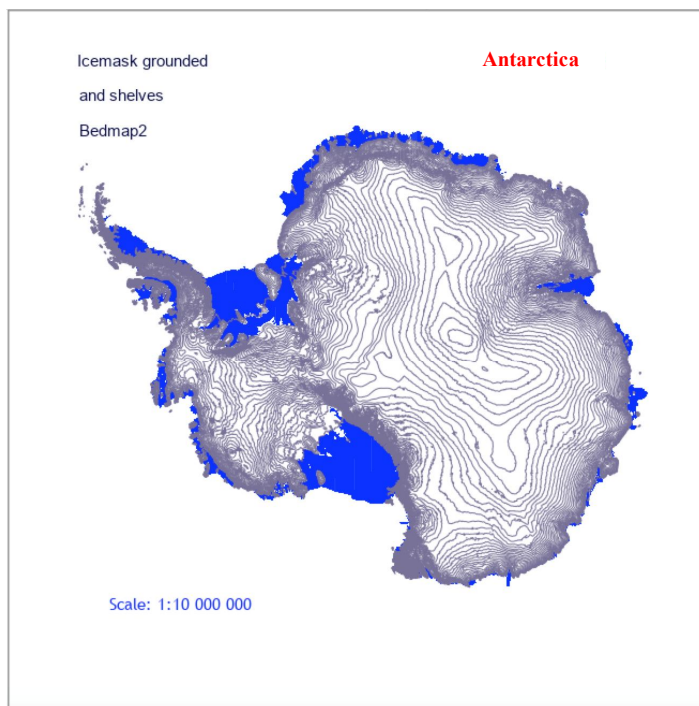 Icemask grounded
Antarctica
and shelves
Bedmap2
Scale: 1:10 000 000